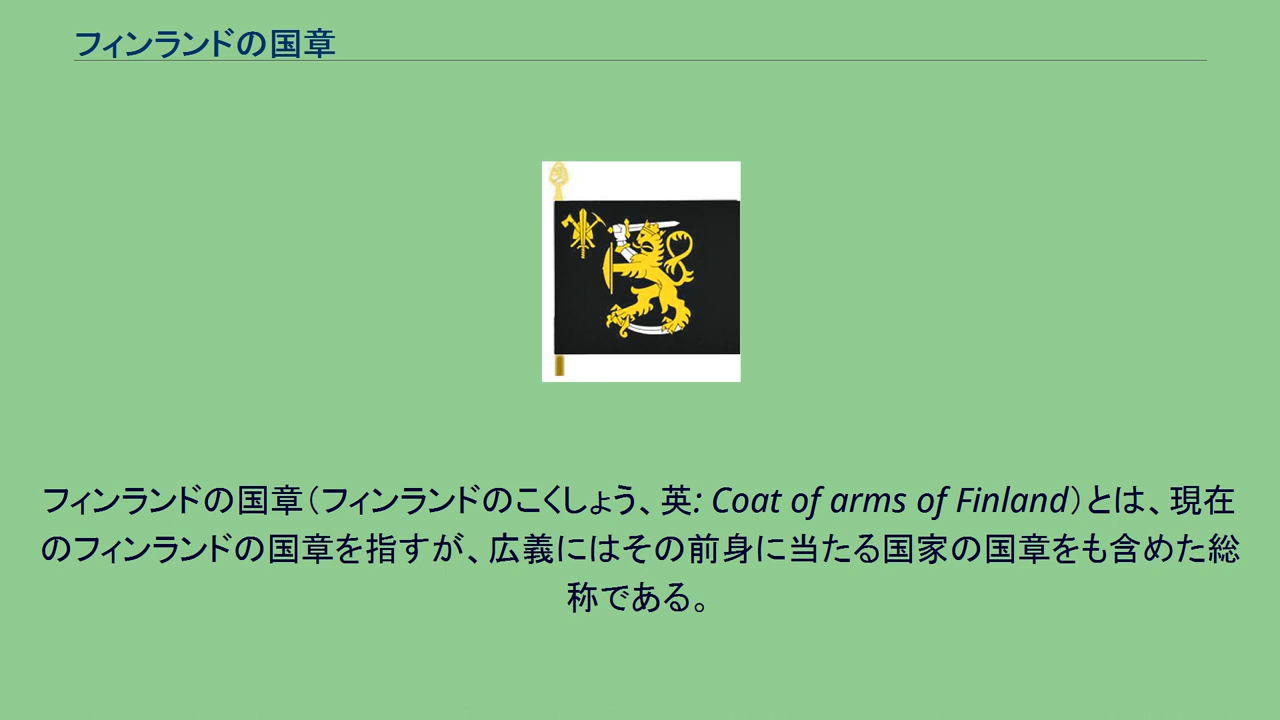 フィンランドの国章
フィンランドの国章（フィンランドのこくしょう、英: Coat of arms of Finland）とは、現在
のフィンランドの国章を指すが、広義にはその前身に当たる国家の国章をも含めた総
称である。